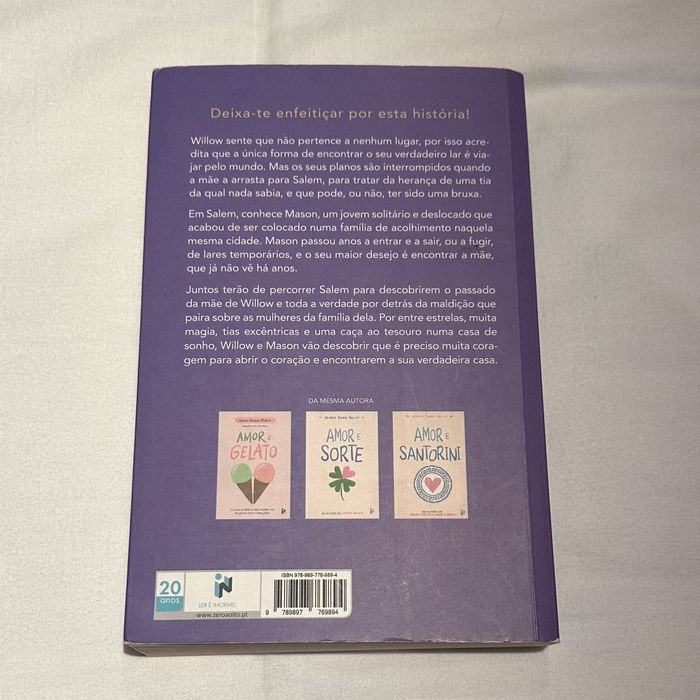 Deixa-te enfeitiçar por esta história!
Willow sente que não pertence a nenhum lugar, por isso acre-
dita que a única forma de encontrar o seu verdadeiro lar é via-
jar pelo mundo. Mas os seus planos são interrompidos quando
a mãe a arrasta para Salem, para tratar da herança de uma tia
da qual nada sabia, e que pode, ou não, ter sido uma bruxa.
Em Salem, conhece Mason, um jovem solitário e deslocado que
acabou de ser colocado numa família de acolhimento naquela
mesma cidade. Mason passou anos a entrar e a sair, ou a fugir,
de lares temporários, e o seu maior desejo é encontrar a mãe,
que já não vê há anos.
Juntos terão de percorrer Salem para descobrirem o passado
da mãe de Willow e toda a verdade por detrás da maldição que
paira sobre as mulheres da família dela. Por entre estrelas, muita
magia, tias excêntricas e uma caça ao tesouro numa casa de
sonho, Willow e Mason vão descobrir que é preciso muita cora-
gem para abrir o coração e encontrarem a sua verdadeira casa.
DA MESMA AUTORA:
AMOR E
GELATO
AMOR E
SORTE
AMOR E
SANTORINI
20
anos
LER É INCRÍVEL
www.zeroaoito.pt
ISBN 978-989-776-989-4
9 789897 769894